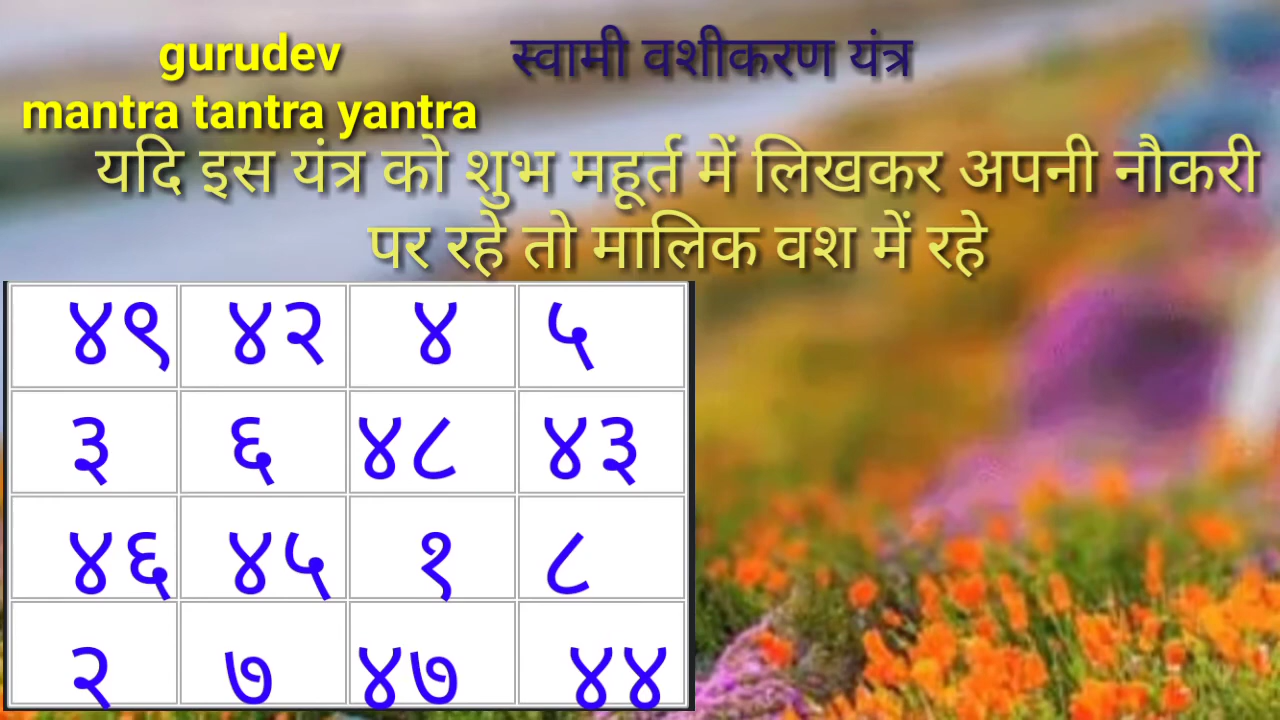 gurudev
mantra tantra yantra
स्वामी वशीकरण यंत्र
यदि इस यंत्र को शुभ महूर्त में लिखकर अपनी नौकरी
पर रहे तो मालिक वश में रहे
४९ ४२ ४ ५
३ ६ ४८ ४३
४६ ४५ १ ८
२ ७ ४७ ४४